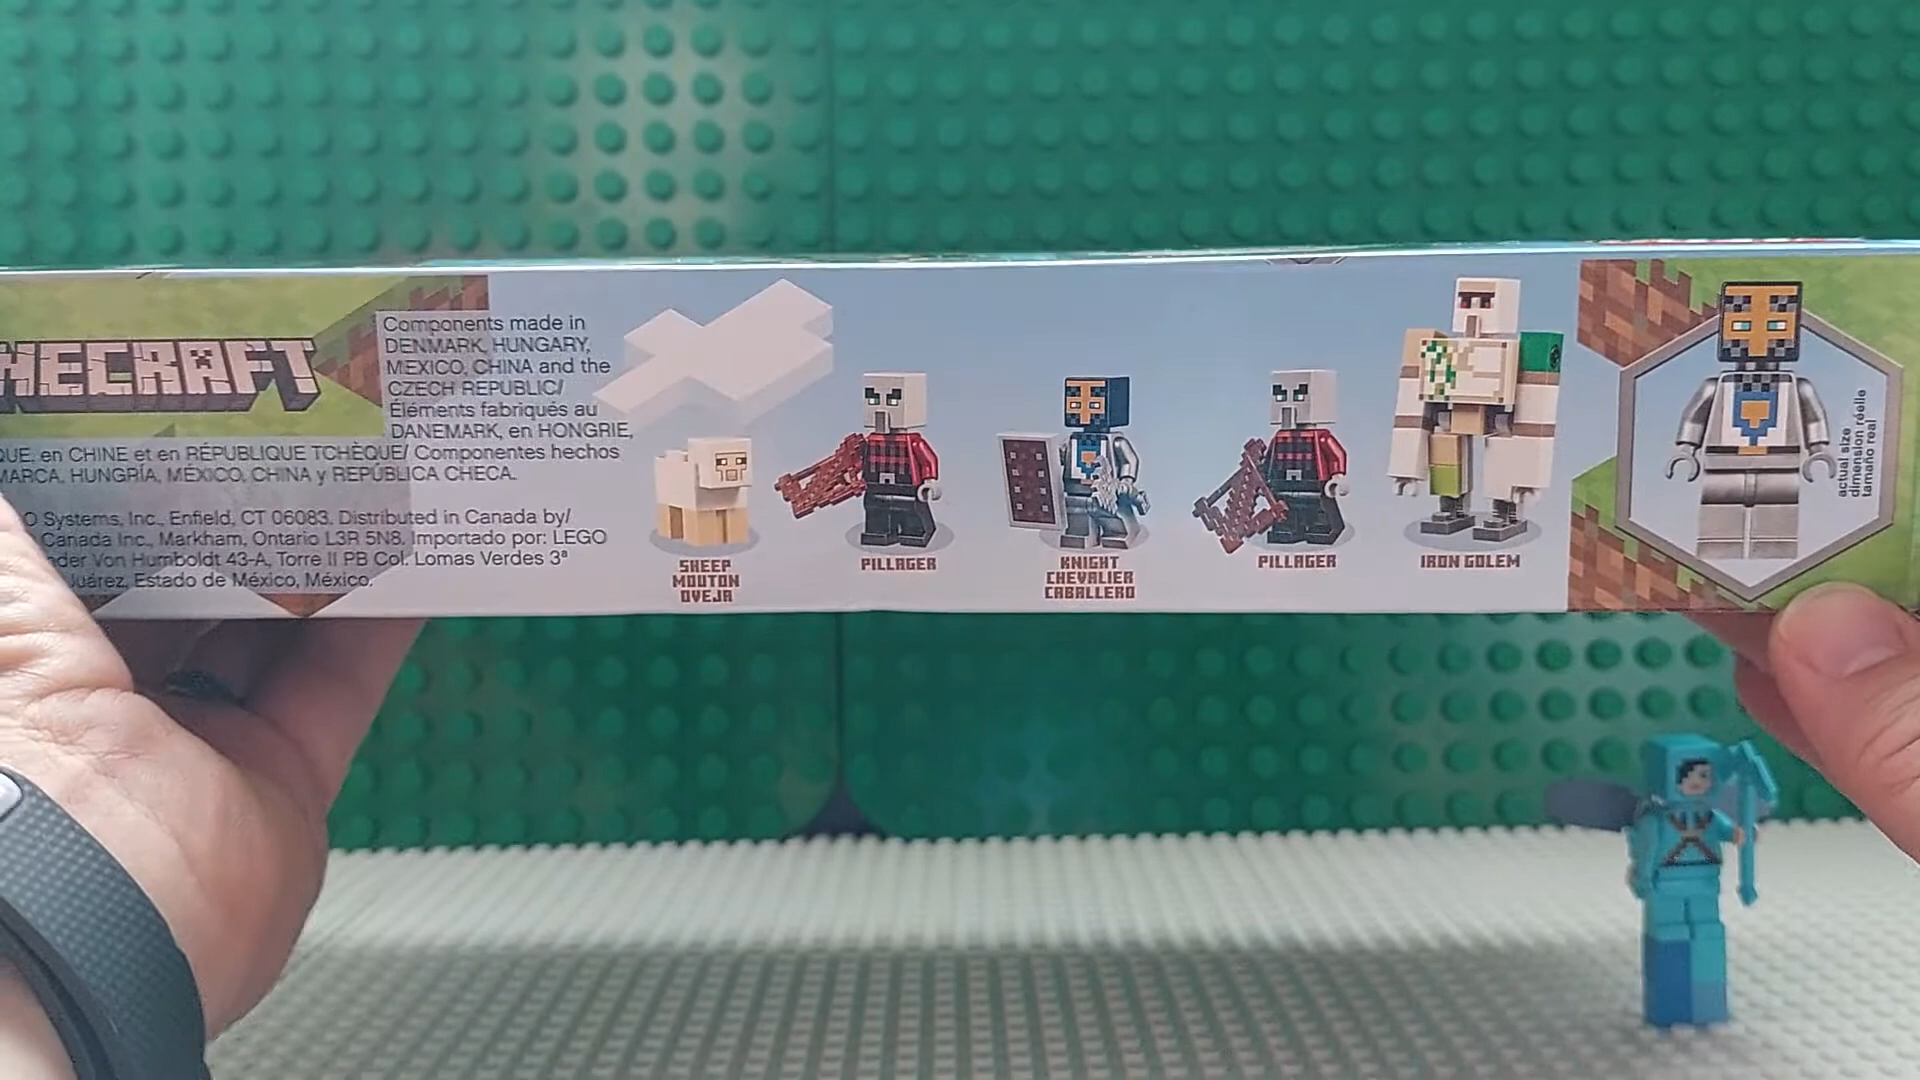 NECRAFT
Components made in
DENMARK, HUNGARY,
MEXICO, CHINA and the
CZECH REPUBLIC/
Éléments fabriqués au
DANEMARK, en HONGRIE,
QUE, en CHINE et en RÉPUBLIQUE TCHÈQUE/ Componentes hechos
MARCA, HUNGRÍA, MÉXICO, CHINA y REPÚBLICA CHECA.
O Systems, Inc., Enfield, CT 06083. Distributed in Canada by/
Canada Inc., Markham, Ontario L3R 5N8. Importado por: LEGO
der Von Humboldt 43-A, Torre II PB Col. Lomas Verdes 3ª
Juárez, Estado de México, México.
SHEEP
MOUTON
OVEJA
PILLAGER
KNIGHT
CHEVALIER
CABALLERO
PILLAGER
IRON GOLEM
actual size
dimension réelle
tamaño real